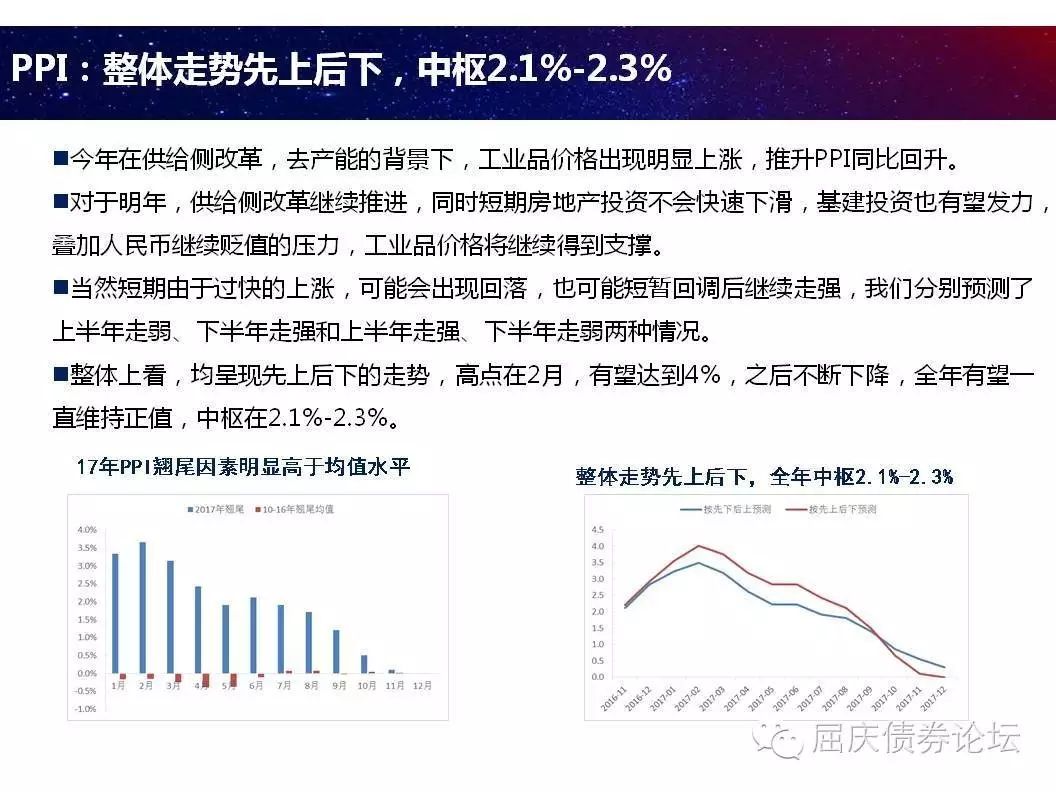 PPI：整体走势先上后下，中枢2.1%-2.3%
■今年在供给侧改革，去产能的背景下，工业品价格出现明显上涨，推升PPI同比回升。
■对于明年，供给侧改革继续推进，同时短期房地产投资不会快速下滑，基建投资也有望发力，
叠加人民币继续贬值的压力，工业品价格将继续得到支撑。
■当然短期由于过快的上涨，可能会出现回落，也可能短暂回调后继续走强，我们分别预测了
上半年走弱、下半年走强和上半年走强、下半年走弱两种情况。
■整体上看，均呈现先上后下的走势，高点在2月，有望达到4%，之后不断下降，全年有望一
直维持正值，中枢在2.1%-2.3%。
17年PPI翘尾因素明显高于均值水平
2017年翘尾 10-16年翘尾均值
4.0%
3.5%
3.0%
2.5%
2.0%
1.5%
1.0%
0.5%
0.0%
-0.5%
-1.0%
1月 2月 3月 4月 5月 6月 7月 8月 9月 10月 11月 12月
整体走势先上后下，全年中枢2.1%-2.3%
按先下后上预测 按先上后下预测
4.5
4.0
3.5
3.0
2.5
2.0
1.5
1.0
0.5
0.0
2016-11 2016-12 2017-01 2017-02 2017-03 2017-04 2017-05 2017-06 2017-07 2017-08 2017-09 2017-10 2017-11 2017-12
屈庆债券论坛